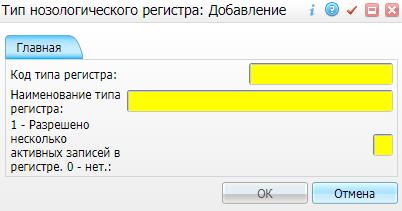 Тип нозологического регистра: Добавление
Главная
Код типа регистра:
Наименование типа
регистра:
1 - Разрешено
несколько
активных записей в
регистре. 0 - нет.:
ОК
Отмена